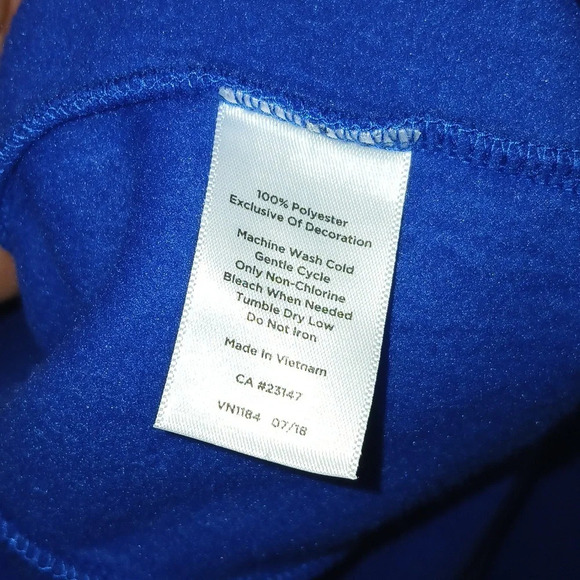 100% Polyester
Exclusive Of Decoration
Machine Wash Cold
Gentle Cycle
Only Non-Chlorine
Bleach When Needed
Tumble Dry Low
Do Not Iron
Made in Vietnam
CA #23147
VN1184 07/18